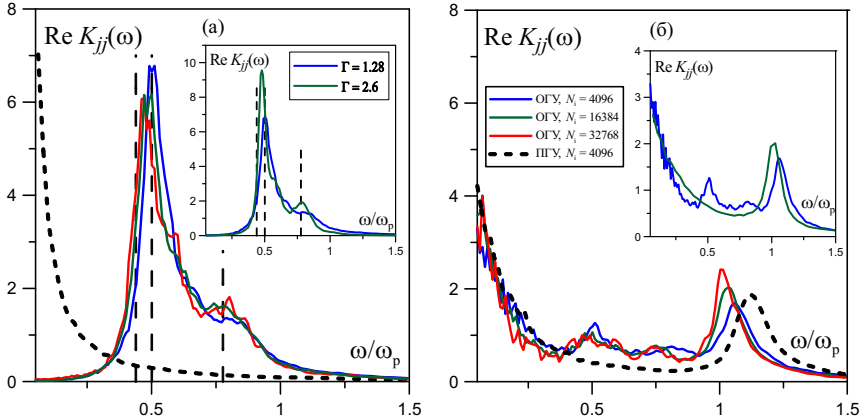 8
Re K_jj(ω)
(а)
6
4
2
0
0.5
1
1.5
ω/ω_p
Re K_jj(ω)
10
8
6
4
2
0
0.5
1
1.5
ω/ω_p
Γ = 1.28
Γ = 2.6
8
Re K_jj(ω)
(б)
6
4
2
0
0.5
1
1.5
ω/ω_p
ОГУ, N_i = 4096
ОГУ, N_i = 16384
ОГУ, N_i = 32768
ПГУ, N_i = 4096
4
Re K_jj(ω)
3
2
1
0
0.5
1
1.5
ω/ω_p